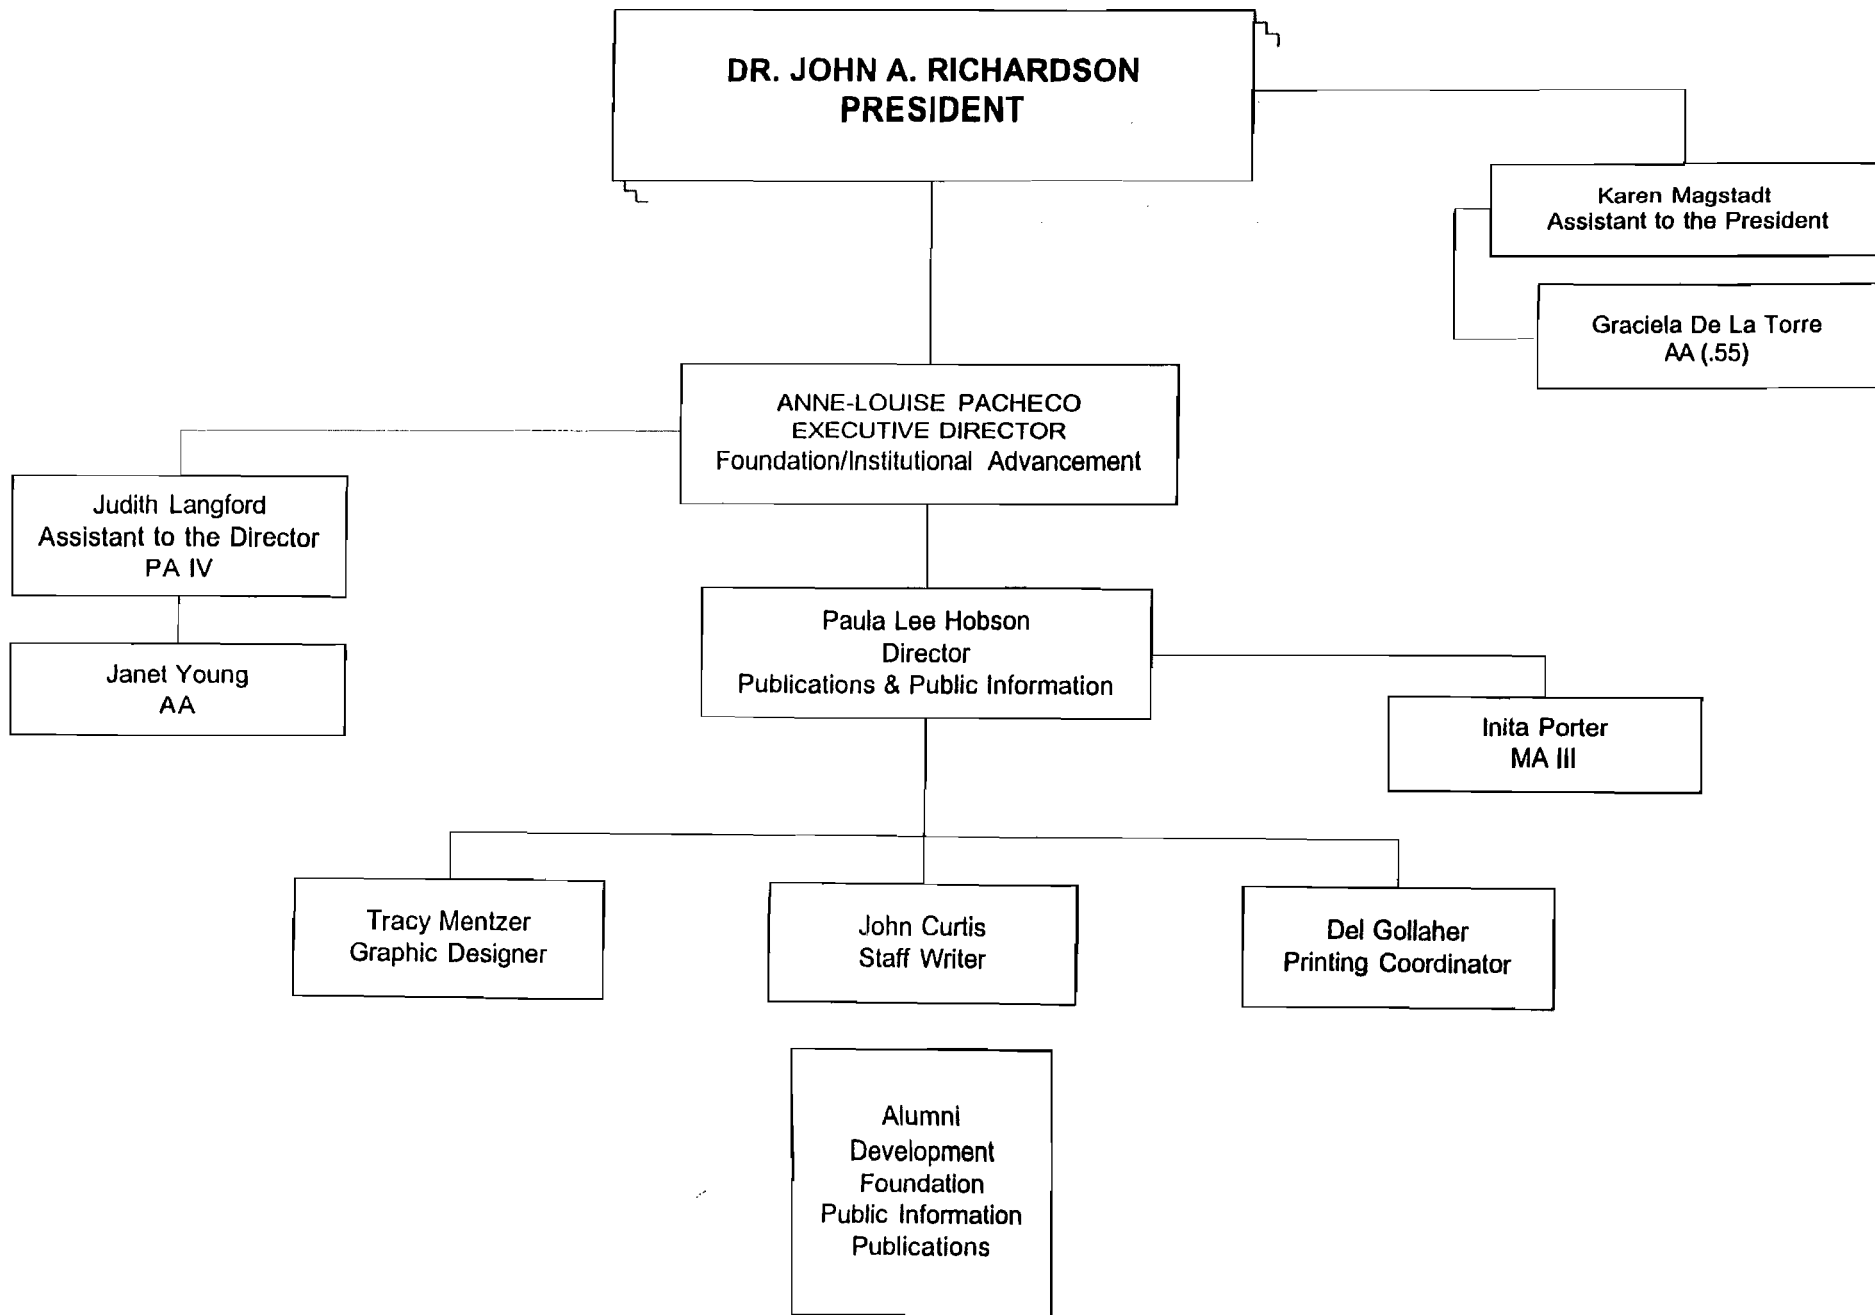 DR. JOHN A. RICHARDSON
PRESIDENT
Karen Magstadt
Assistant to the President
Graciela De La Torre
AA (.55)
ANNE-LOUISE PACHECO
EXECUTIVE DIRECTOR
Foundation/Institutional Advancement
Judith Langford
Assistant to the Director
PA IV
Janet Young
AA
Paula Lee Hobson
Director
Publications & Public Information
Inita Porter
MA III
Tracy Mentzer
Graphic Designer
John Curtis
Staff Writer
Del Gollaher
Printing Coordinator
Alumni
Development
Foundation
Public Information
Publications